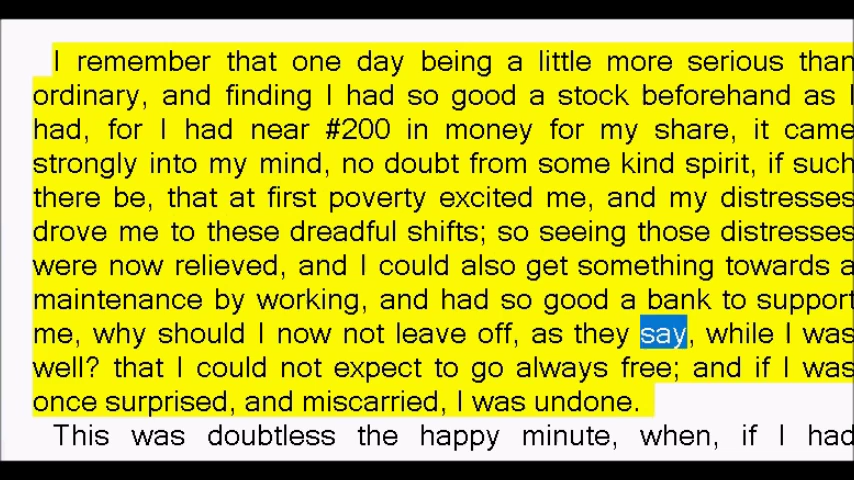 I remember that one day being a little more serious than
ordinary, and finding I had so good a stock beforehand as I
had, for I had near #200 in money for my share, it came
strongly into my mind, no doubt from some kind spirit, if such
there be, that at first poverty excited me, and my distresses
drove me to these dreadful shifts; so seeing those distresses
were now relieved, and I could also get something towards a
maintenance by working, and had so good a bank to support
me, why should I now not leave off, as they say, while I was
well? that I could not expect to go always free; and if I was
once surprised, and miscarried, I was undone.
This was doubtless the happy minute, when, if I had